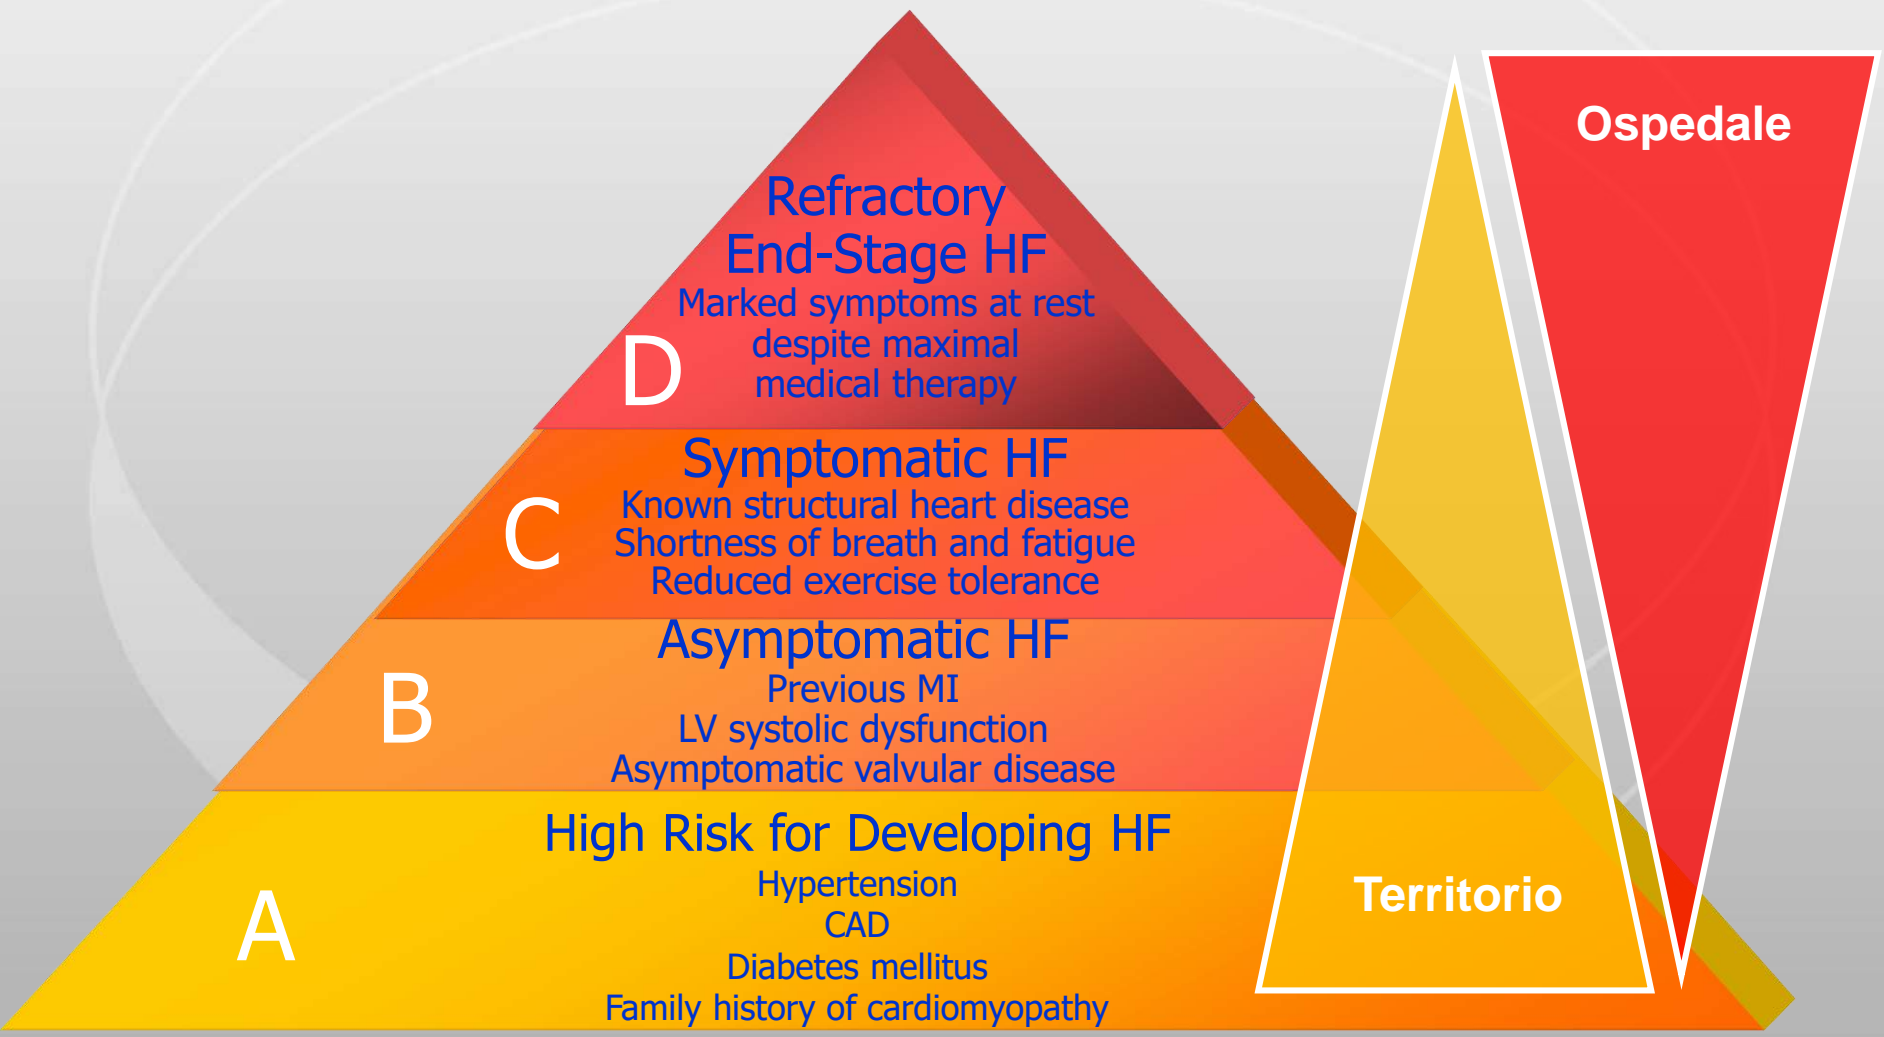 Refractory
End-Stage HF
Marked symptoms at rest
despite maximal
medical therapy
D
Symptomatic HF
Known structural heart disease
Shortness of breath and fatigue
Reduced exercise tolerance
C
Asymptomatic HF
Previous MI
LV systolic dysfunction
Asymptomatic valvular disease
B
High Risk for Developing HF
Hypertension
CAD
Diabetes mellitus
Family history of cardiomyopathy
A
Ospedale
Territorio